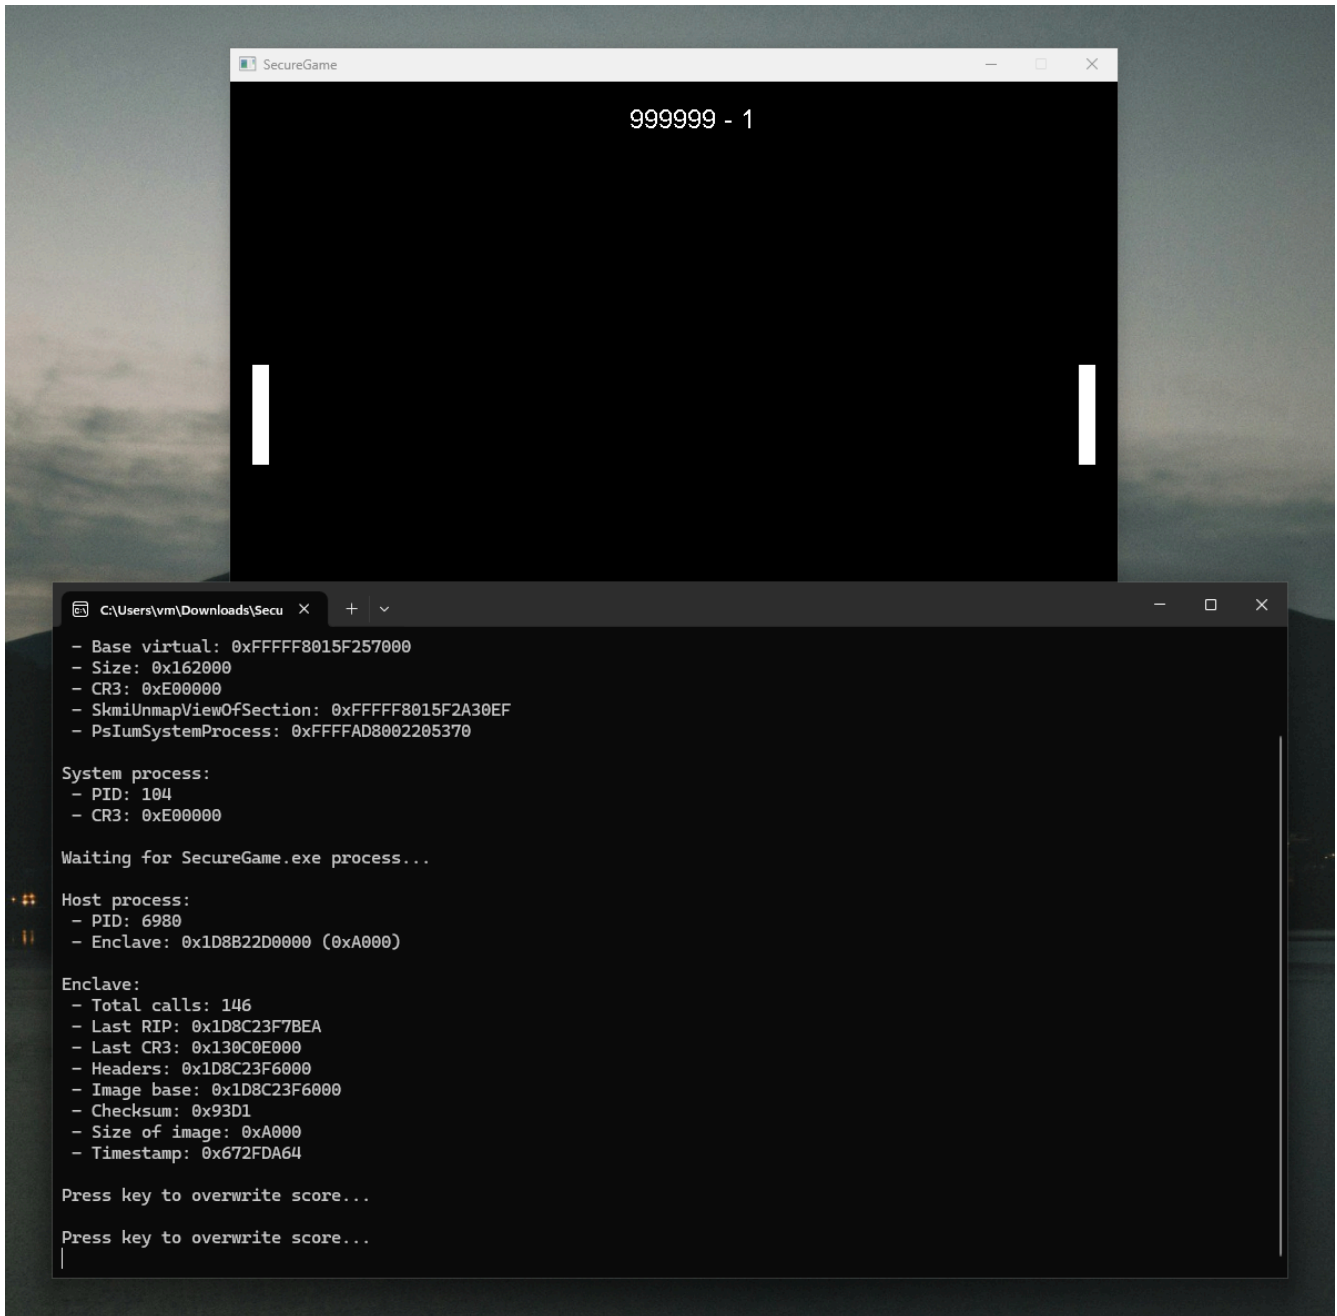 SecureGame
999999 - 1
C:\Users\vm\Downloads\Secu
- Base virtual: 0xFFFFF8015F257000
- Size: 0x162000
- CR3: 0xE00000
- SkmiUnmapViewOfSection: 0xFFFFF8015F2A30EF
- PsIumSystemProcess: 0xFFFFAD8002205370
System process:
- PID: 104
- CR3: 0xE00000
Waiting for SecureGame.exe process...
Host process:
- PID: 6980
- Enclave: 0x1D8B22D0000 (0xA000)
Enclave:
- Total calls: 146
- Last RIP: 0x1D8C23F7BEA
- Last CR3: 0x130C0E000
- Headers: 0x1D8C23F6000
- Image base: 0x1D8C23F6000
- Checksum: 0x93D1
- Size of image: 0xA000
- Timestamp: 0x672FDA64
Press key to overwrite score...
Press key to overwrite score...